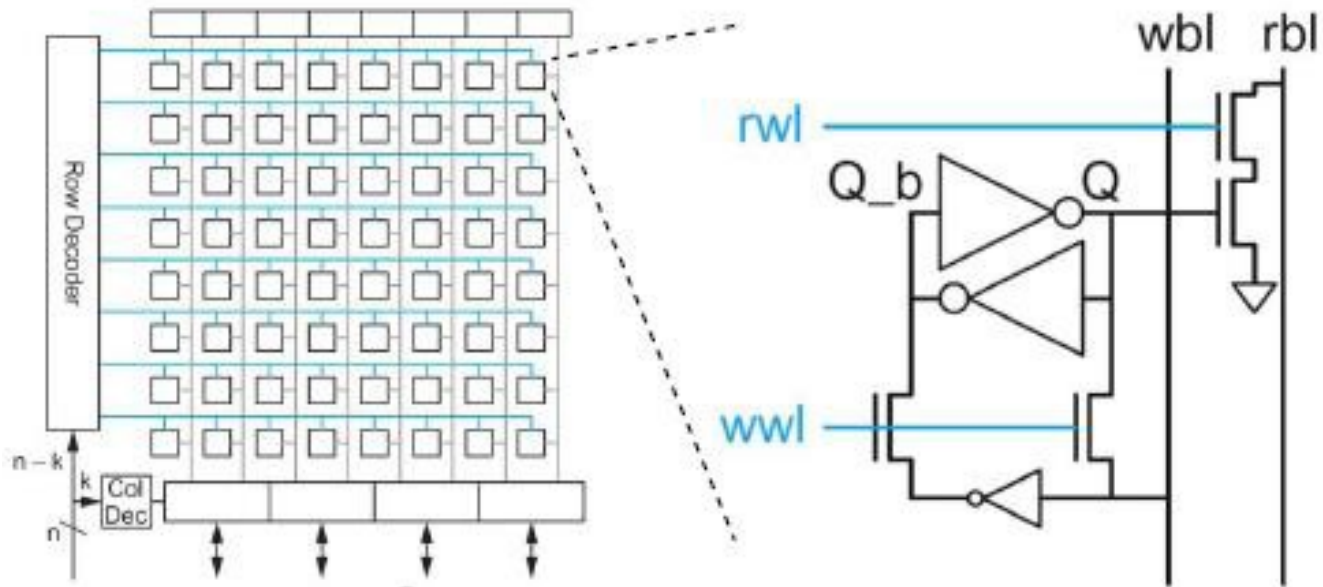 wbl rbl
rwl
Q_b Q
Row Decoder
wwl
n – k
k
Col
Dec
n